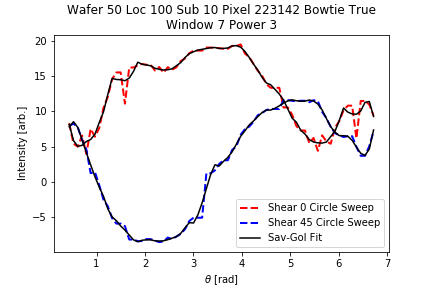 Wafer 50 Loc 100 Sub 10 Pixel 223142 Bowtie True
Window 7 Power 3
Intensity [arb.]
20
15
10
5
0
−5
Shear 0 Circle Sweep
Shear 45 Circle Sweep
Sav-Gol Fit
1
2
3
4
5
6
7
θ [rad]